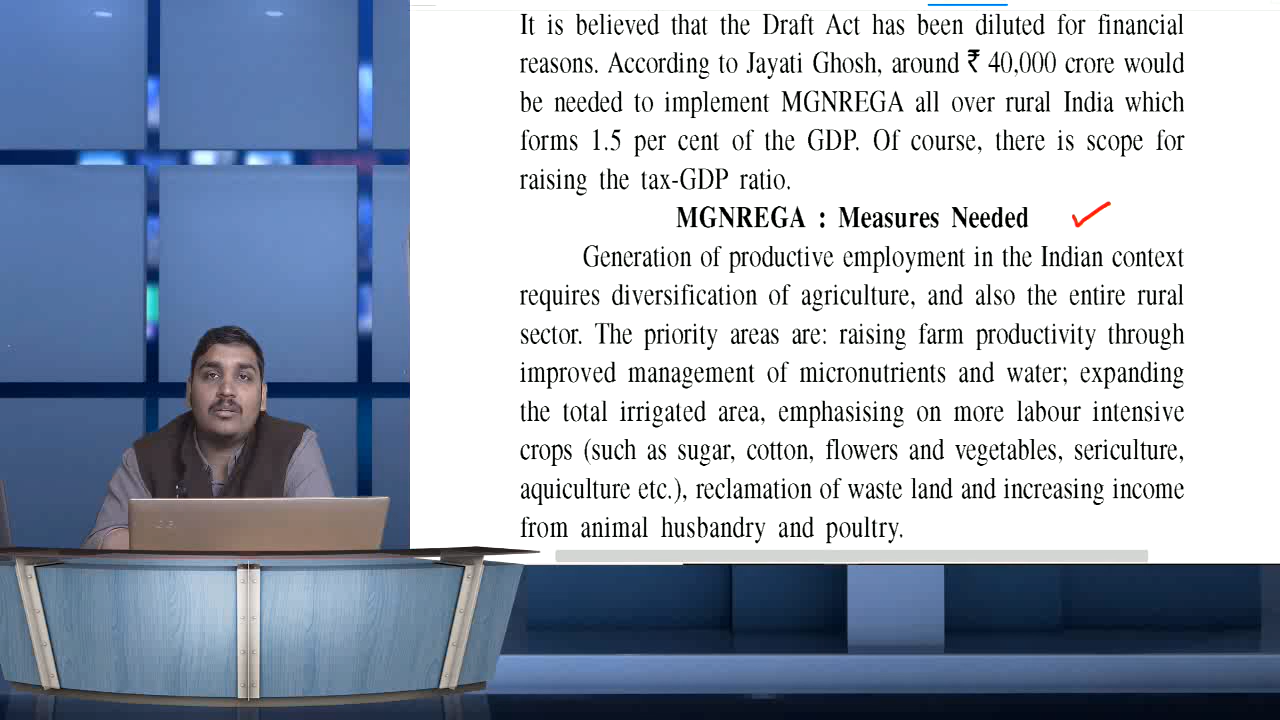 It is believed that the Draft Act has been diluted for financial
reasons. According to Jayati Ghosh, around ₹ 40,000 crore would
be needed to implement MGNREGA all over rural India which
forms 1.5 per cent of the GDP. Of course, there is scope for
raising the tax-GDP ratio.
MGNREGA : Measures Needed
Generation of productive employment in the Indian context
requires diversification of agriculture, and also the entire rural
sector. The priority areas are: raising farm productivity through
improved management of micronutrients and water; expanding
the total irrigated area, emphasising on more labour intensive
crops (such as sugar, cotton, flowers and vegetables, sericulture,
aquiculture etc.), reclamation of waste land and increasing income
from animal husbandry and poultry.